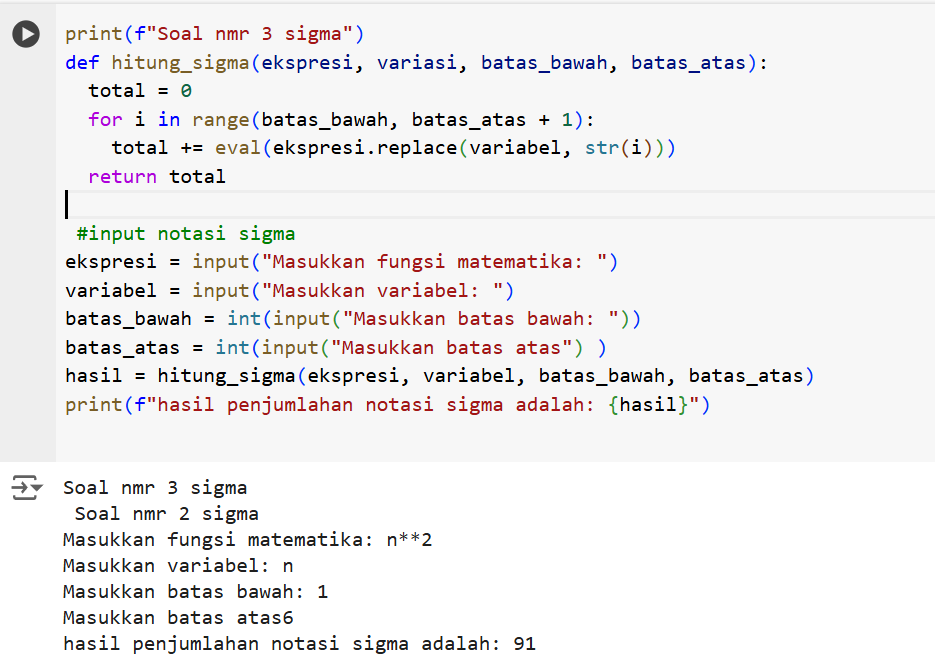 print(f"Soal nmr 3 sigma")
def hitung_sigma(ekspresi, variasi, batas_bawah, batas_atas):
  total = 0
  for i in range(batas_bawah, batas_atas + 1):
    total += eval(ekspresi.replace(variabel, str(i)))
  return total
 #input notasi sigma
ekspresi = input("Masukkan fungsi matematika: ")
variabel = input("Masukkan variabel: ")
batas_bawah = int(input("Masukkan batas bawah: "))
batas_atas = int(input("Masukkan batas atas") )
hasil = hitung_sigma(ekspresi, variabel, batas_bawah, batas_atas)
print(f"hasil penjumlahan notasi sigma adalah: {hasil}")
Soal nmr 3 sigma
 Soal nmr 2 sigma
Masukkan fungsi matematika: n**2
Masukkan variabel: n
Masukkan batas bawah: 1
Masukkan batas atas6
hasil penjumlahan notasi sigma adalah: 91